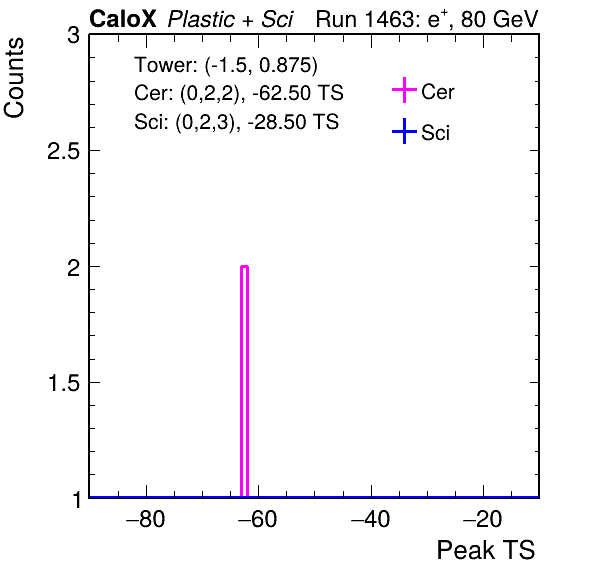 CaloX Plastic + Sci Run 1463: e⁺, 80 GeV
Counts
3
2.5
2
1.5
1
Tower: (-1.5, 0.875)
Cer: (0,2,2), -62.50 TS
Sci: (0,2,3), -28.50 TS
Cer
Sci
−80 −60 −40 −20
Peak TS